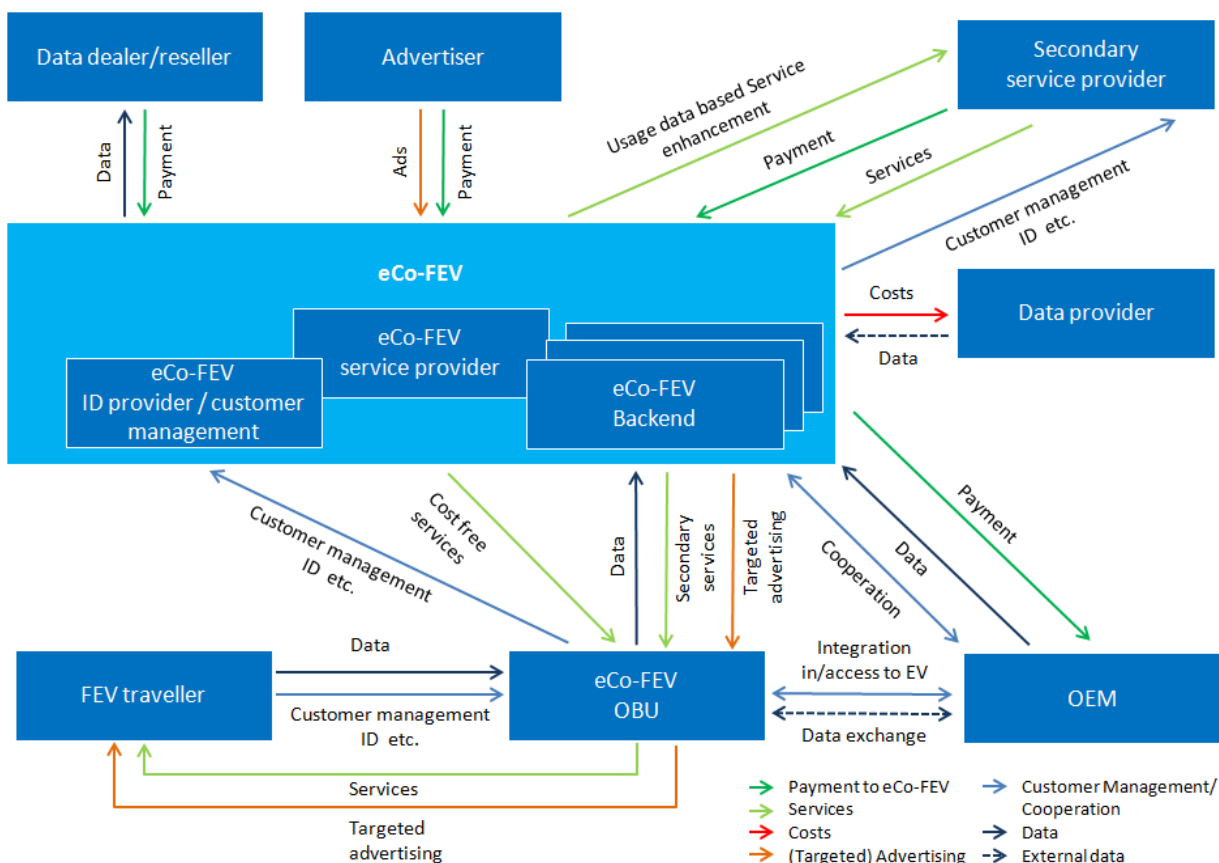 Data dealer/reseller
Advertiser
Secondary
service provider
Data
Payment
Ads
Payment
Usage data based Service
enhancement
Payment
Services
Customer management
ID etc.
eCo-FEV
eCo-FEV
service provider
eCo-FEV
ID provider / customer
management
eCo-FEV
Backend
Costs
Data
Data provider
Customer management
ID etc.
Cost free
services
Data
Secondary
services
Targeted
advertising
Cooperation
Data
Payment
FEV traveller
Data
Customer management
ID etc.
eCo-FEV
OBU
Integration
in/access to EV
Data exchange
OEM
Services
Targeted
advertising
Payment to eCo-FEV
Services
Costs
(Targeted) Advertising
Customer Management/
Cooperation
Data
External data